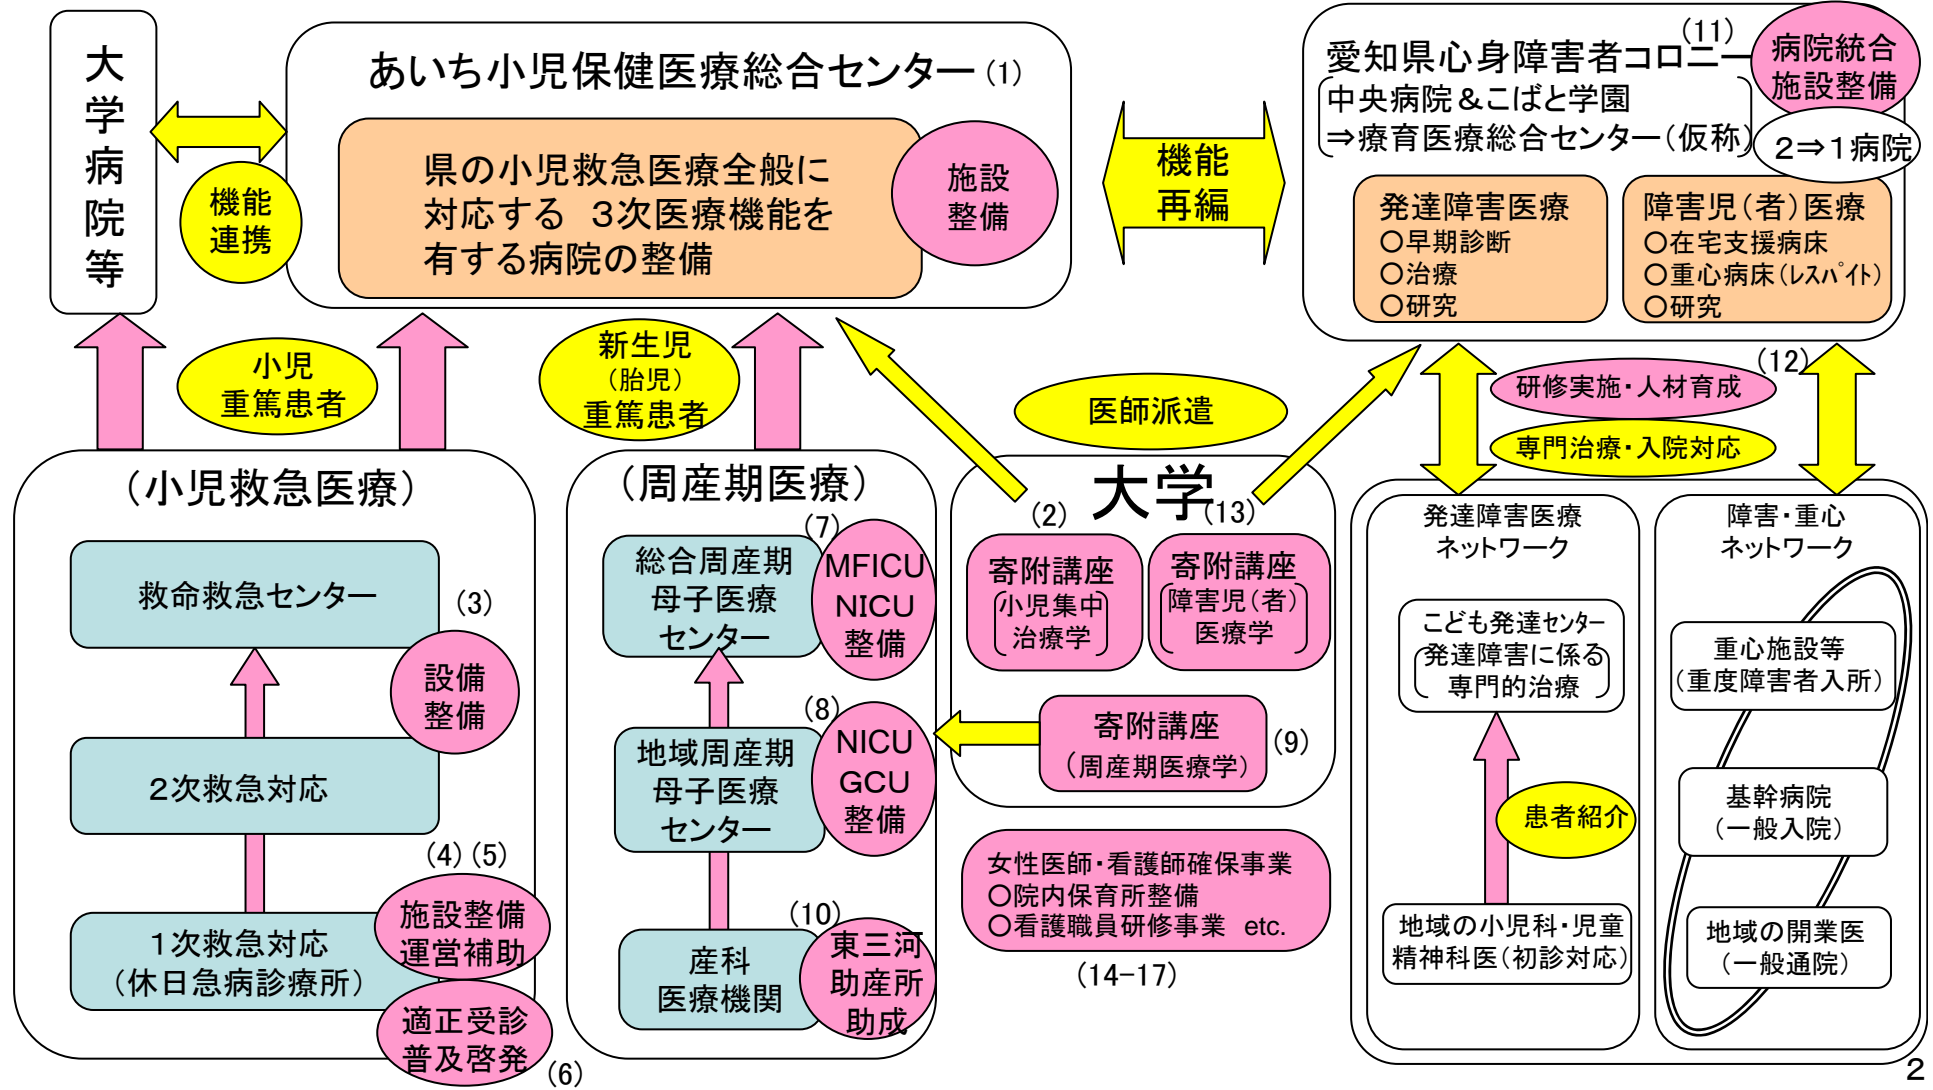 大学病院等
あいち小児保健医療総合センター(1)
県の小児救急医療全般に
対応する 3次医療機能を
有する病院の整備
施設
整備
機能
連携
機能
再編
(11)
愛知県心身障害者コロニー
中央病院&こばと学園
⇒療育医療総合センター(仮称)
病院統合
施設整備
2⇒1病院
発達障害医療
○早期診断
○治療
○研究
障害児(者)医療
○在宅支援病床
○重心病床(レスパイト)
○研究
小児
重篤患者
新生児
(胎児)
重篤患者
医師派遣
(12)
研修実施・人材育成
専門治療・入院対応
(小児救急医療)
救命救急センター
(3)
設備
整備
2次救急対応
(4)(5)
施設整備
運営補助
1次救急対応
(休日急病診療所)
適正受診
普及啓発
(6)
(周産期医療)
(7)
総合周産期
母子医療
センター
MFICU
NICU
整備
(8)
地域周産期
母子医療
センター
NICU
GCU
整備
(10)
産科
医療機関
東三河
助産所
助成
大学
(2)
(13)
寄附講座
小児集中
治療学
寄附講座
障害児(者)
医療学
寄附講座
(周産期医療学)
(9)
女性医師・看護師確保事業
○院内保育所整備
○看護職員研修事業 etc.
(14-17)
発達障害医療
ネットワーク
こども発達センター
発達障害に係る
専門的治療
患者紹介
地域の小児科・児童
精神科医(初診対応)
障害・重心
ネットワーク
重心施設等
(重度障害者入所)
基幹病院
(一般入院)
地域の開業医
(一般通院)
2